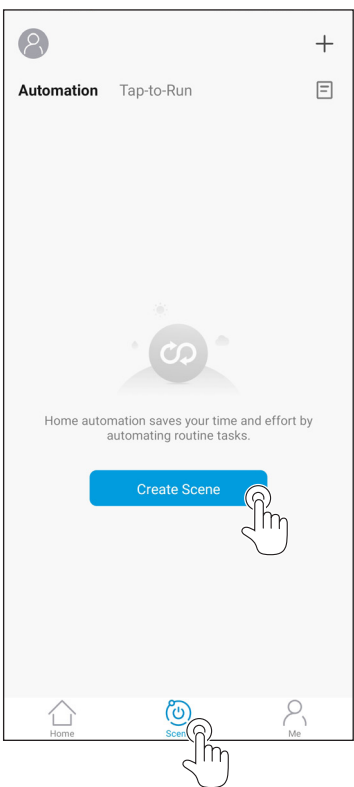 Automation Tap-to-Run
Home automation saves your time and effort by
automating routine tasks.
Create Scene
Home Scen Me